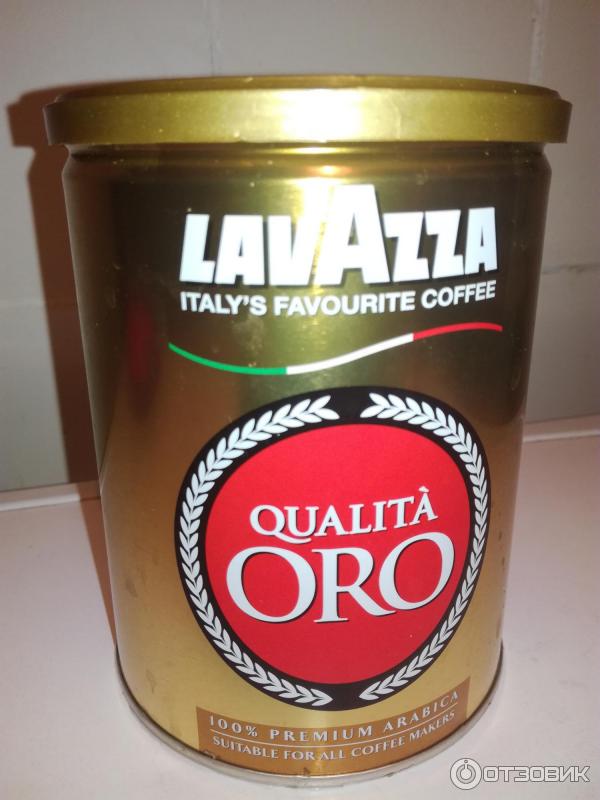 LAVAZZA
ITALY'S FAVOURITE COFFEE
QUALITÀ
ORO
100% PREMIUM ARABICA
SUITABLE FOR ALL COFFEE MAKERS
ОТЗОВИК